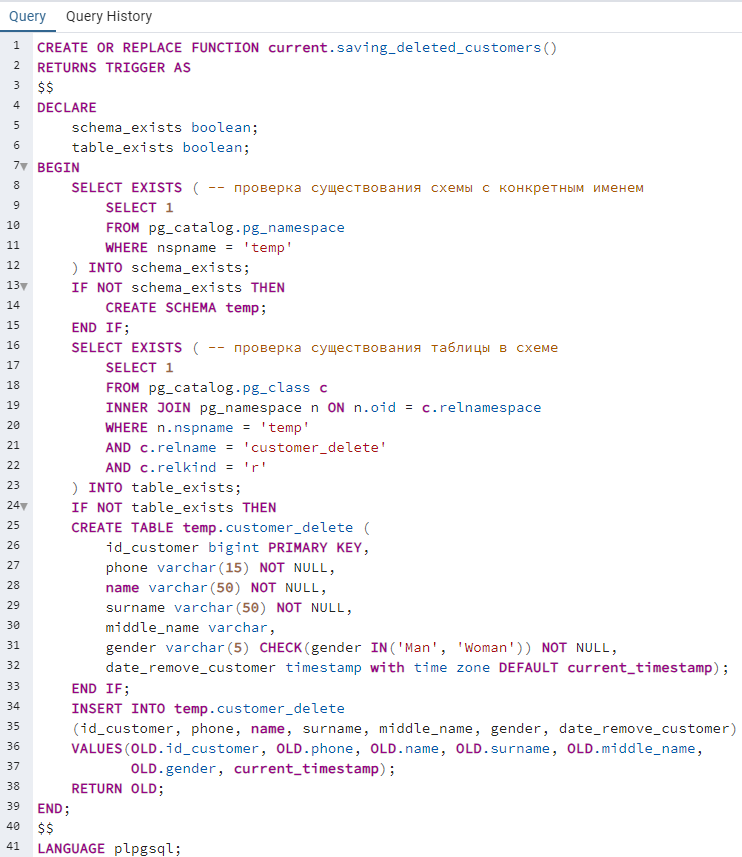 Query Query History
1 CREATE OR REPLACE FUNCTION current.saving_deleted_customers()
2 RETURNS TRIGGER AS
3 $$
4 DECLARE
5 schema_exists boolean;
6 table_exists boolean;
7 BEGIN
8 SELECT EXISTS ( -- проверка существования схемы с конкретным именем
9 SELECT 1
10 FROM pg_catalog.pg_namespace
11 WHERE nspname = 'temp'
12 ) INTO schema_exists;
13 IF NOT schema_exists THEN
14 CREATE SCHEMA temp;
15 END IF;
16 SELECT EXISTS ( -- проверка существования таблицы в схеме
17 SELECT 1
18 FROM pg_catalog.pg_class c
19 INNER JOIN pg_namespace n ON n.oid = c.relnamespace
20 WHERE n.nspname = 'temp'
21 AND c.relname = 'customer_delete'
22 AND c.relkind = 'r'
23 ) INTO table_exists;
24 IF NOT table_exists THEN
25 CREATE TABLE temp.customer_delete (
26 id_customer bigint PRIMARY KEY,
27 phone varchar(15) NOT NULL,
28 name varchar(50) NOT NULL,
29 surname varchar(50) NOT NULL,
30 middle_name varchar,
31 gender varchar(5) CHECK(gender IN('Man', 'Woman')) NOT NULL,
32 date_remove_customer timestamp with time zone DEFAULT current_timestamp);
33 END IF;
34 INSERT INTO temp.customer_delete
35 (id_customer, phone, name, surname, middle_name, gender, date_remove_customer)
36 VALUES(OLD.id_customer, OLD.phone, OLD.name, OLD.surname, OLD.middle_name,
37 OLD.gender, current_timestamp);
38 RETURN OLD;
39 END;
40 $$
41 LANGUAGE plpgsql;